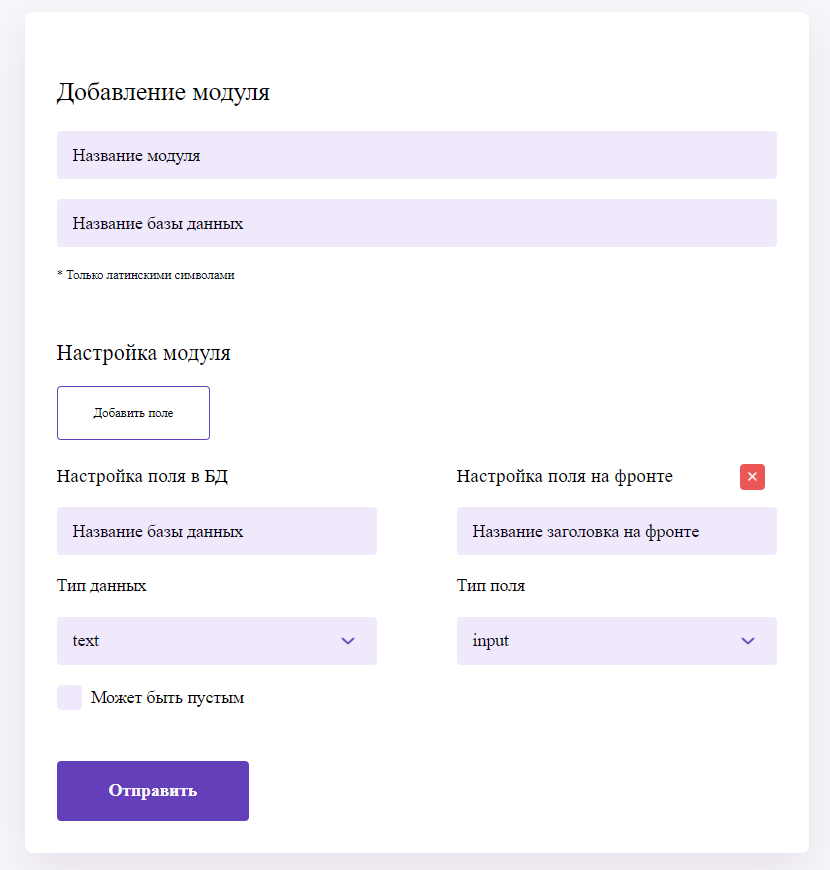 Добавление модуля
Название модуля
Название базы данных
* Только латинскими символами
Настройка модуля
Добавить поле
Настройка поля в БД
Настройка поля на фронте
Название базы данных
Название заголовка на фронте
Тип данных
Тип поля
text
input
Может быть пустым
Отправить